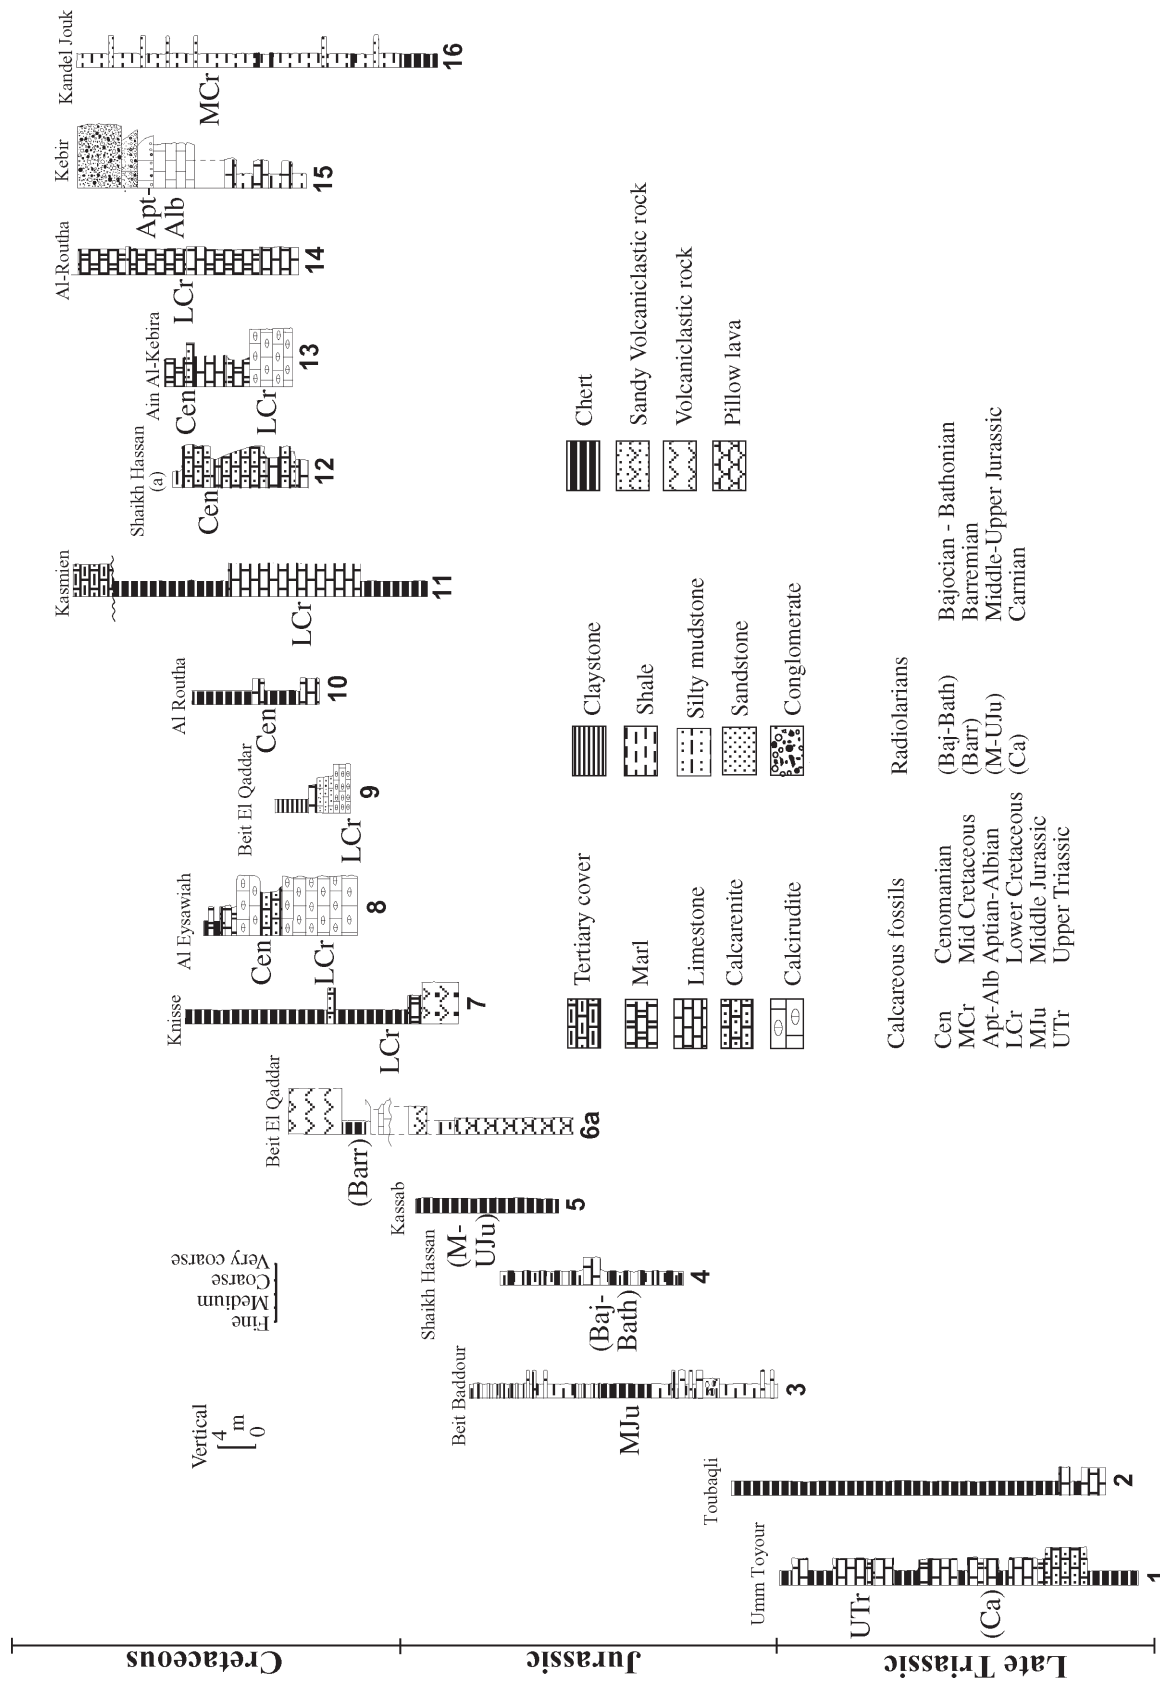 Kandel Jouk
MCr
16
Kebir
Apt-
Alb
15
Al-Routha
LCr
14
Ain Al-Kebira
Cen
LCr
13
Shaikh Hassan
(a)
Cen
12
Kasmien
LCr
11
Al Routha
Cen
10
Beit El Qaddar
LCr
9
Al Eysawiah
Cen
LCr
8
Knisse
LCr
7
Beit El Qaddar
(Barr)
6a
Kassab
(M-
UJu)
5
Shaikh Hassan
(Baj-
Bath)
4
Beit Baddour
MJu
3
Toubaqli
2
Umm Toyour
UTr
(Ca)
1
Fine
Medium
Coarse
Very coarse
Vertical
4
m
0
Cretaceous
Jurassic
Late Triassic
Tertiary cover
Marl
Limestone
Calcarenite
Calcirudite
Claystone
Shale
Silty mudstone
Sandstone
Conglomerate
Chert
Sandy Volcaniclastic rock
Volcaniclastic rock
Pillow lava
Calcareous fossils
Cen Cenomanian
MCr Mid Cretaceous
Apt-Alb Aptian-Albian
LCr Lower Cretaceous
MJu Middle Jurassic
UTr Upper Triassic
Radiolarians
(Baj-Bath) Bajocian - Bathonian
(Barr) Barremian
(M-UJu) Middle-Upper Jurassic
(Ca) Carnian